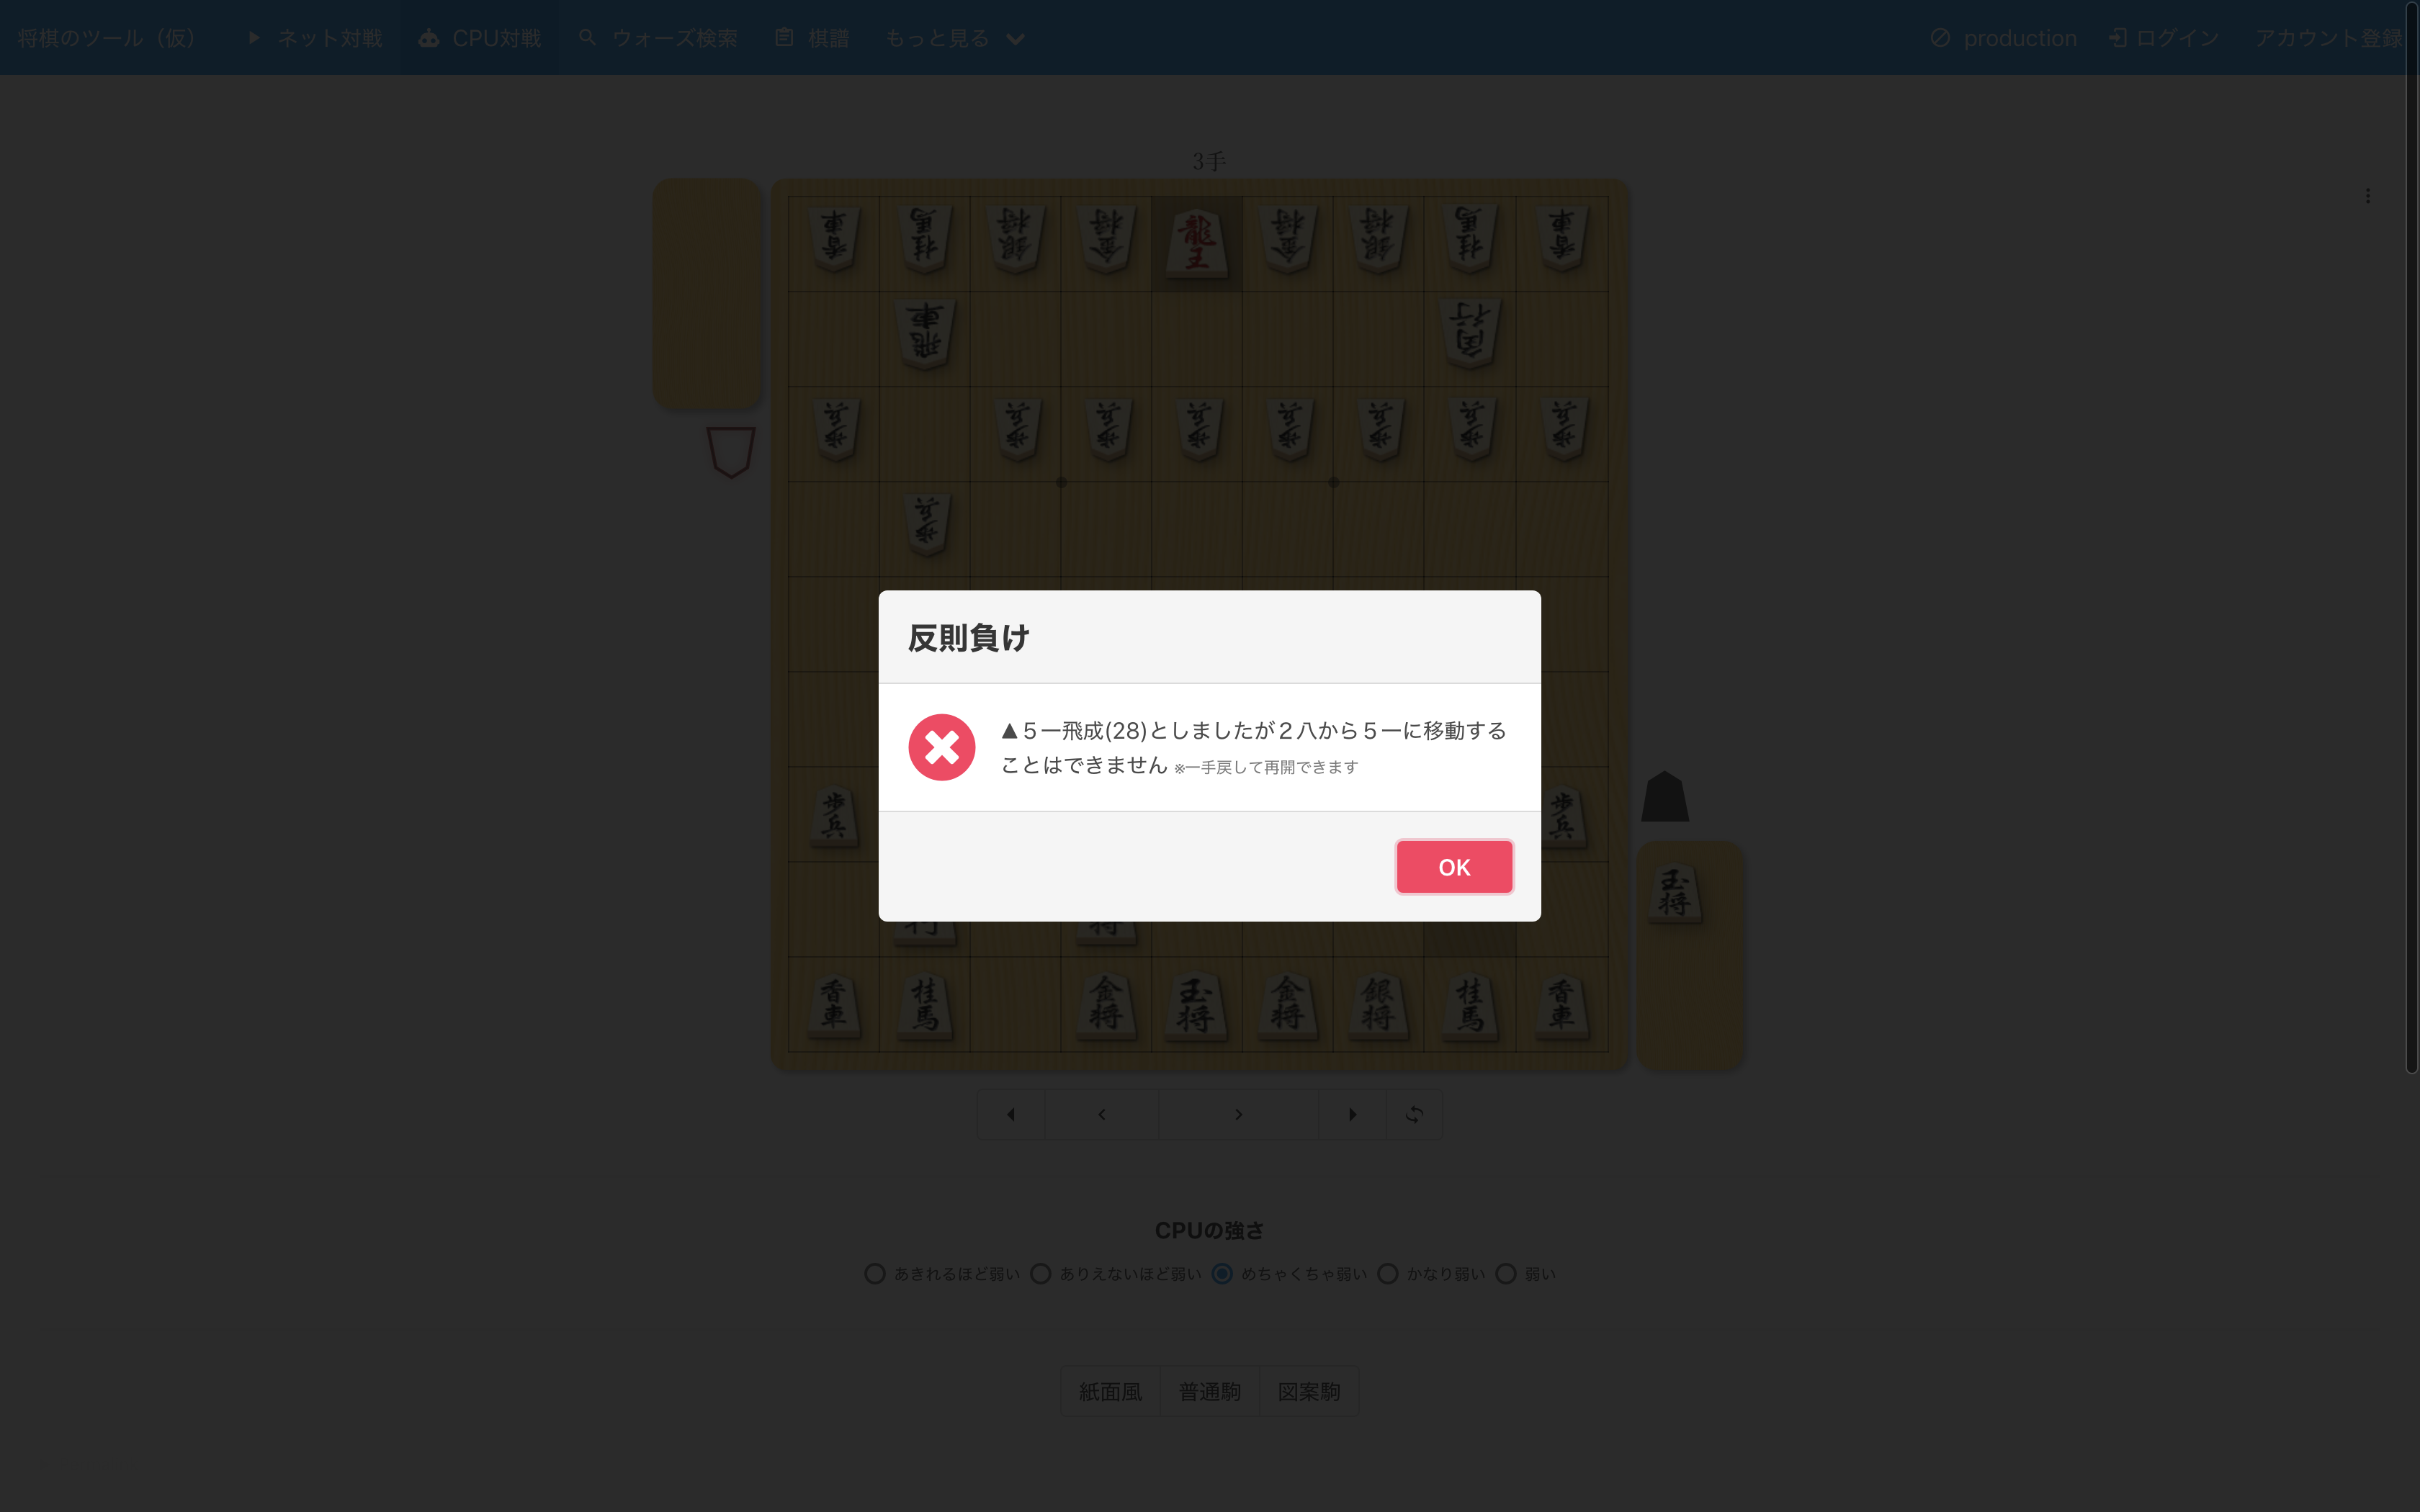 将棋のツール（仮） ネット対戦 CPU対戦 ウォーズ検索 棋譜 もっと見る production ログイン アカウント登録
3手
香車 桂馬 銀将 金将 龍王 金将 銀将 桂馬 香車
飛車 角行
歩兵 歩兵 歩兵 歩兵 歩兵 歩兵 歩兵 歩兵
歩兵
反則負け
▲５一飛成(28)としましたが２八から５一に移動する
ことはできません ※一手戻して再開できます
歩兵 歩兵
OK
玉将
行 将
香車 桂馬 金将 玉将 金将 銀将 桂馬 香車
CPUの強さ
あきれるほど弱い ありえないほど弱い めちゃくちゃ弱い かなり弱い 弱い
紙面風 普通駒 図案駒